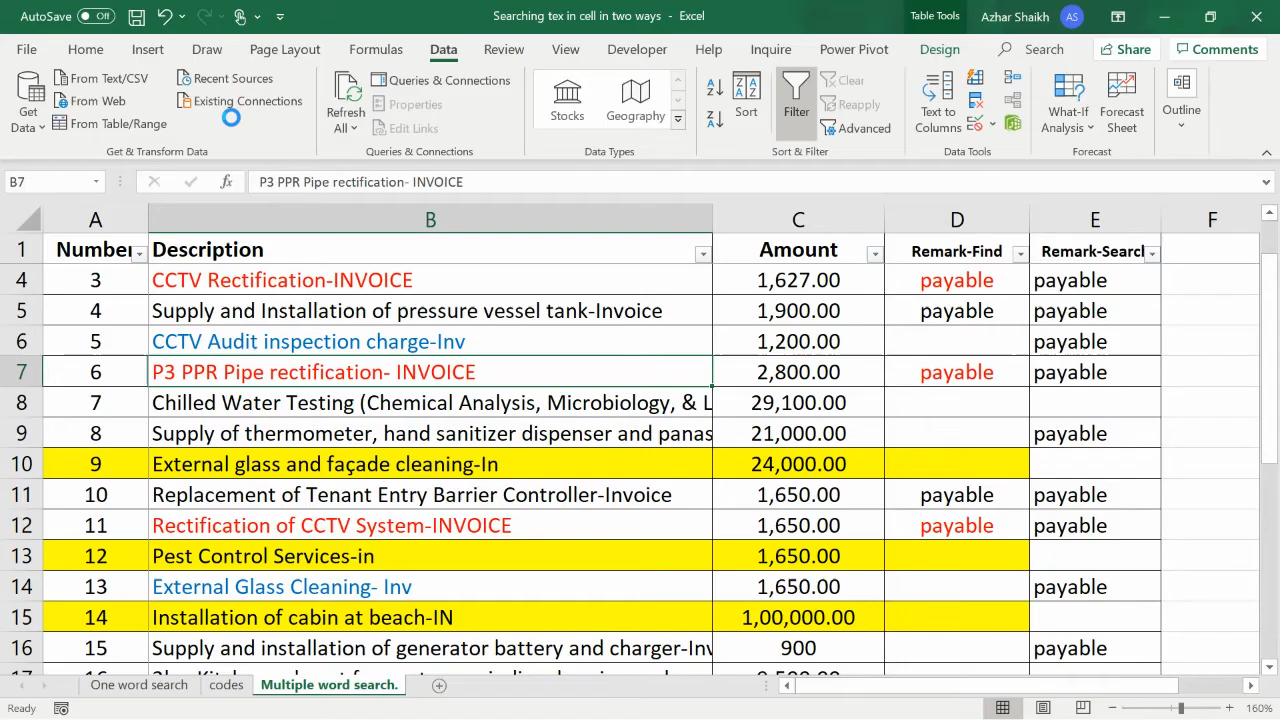 AutoSave Off Searching tex in cell in two ways - Excel Table Tools Azhar Shaikh AS
File Home Insert Draw Page Layout Formulas Data Review View Developer Help Inquire Power Pivot Design Search Share Comments
Get Data From Text/CSV From Web From Table/Range Recent Sources Existing Connections
Get & Transform Data
Refresh All Queries & Connections Properties Edit Links
Queries & Connections
Stocks Geography
Data Types
Sort Filter Clear Reapply Advanced
Sort & Filter
Text to Columns
Data Tools
What-If Analysis Forecast Sheet
Forecast
Outline
B7 fx P3 PPR Pipe rectification- INVOICE
A B C D E F
1 Number Description Amount Remark-Find Remark-Search
4 3 CCTV Rectification-INVOICE 1,627.00 payable payable
5 4 Supply and Installation of pressure vessel tank-Invoice 1,900.00 payable payable
6 5 CCTV Audit inspection charge-Inv 1,200.00 payable
7 6 P3 PPR Pipe rectification- INVOICE 2,800.00 payable payable
8 7 Chilled Water Testing (Chemical Analysis, Microbiology, & L 29,100.00
9 8 Supply of thermometer, hand sanitizer dispenser and panas 21,000.00 payable
10 9 External glass and façade cleaning-In 24,000.00
11 10 Replacement of Tenant Entry Barrier Controller-Invoice 1,650.00 payable payable
12 11 Rectification of CCTV System-INVOICE 1,650.00 payable payable
13 12 Pest Control Services-in 1,650.00
14 13 External Glass Cleaning- Inv 1,650.00 payable
15 14 Installation of cabin at beach-IN 1,00,000.00
16 15 Supply and installation of generator battery and charger-Inv 900 payable
One word search codes Multiple word search.
Ready 160%